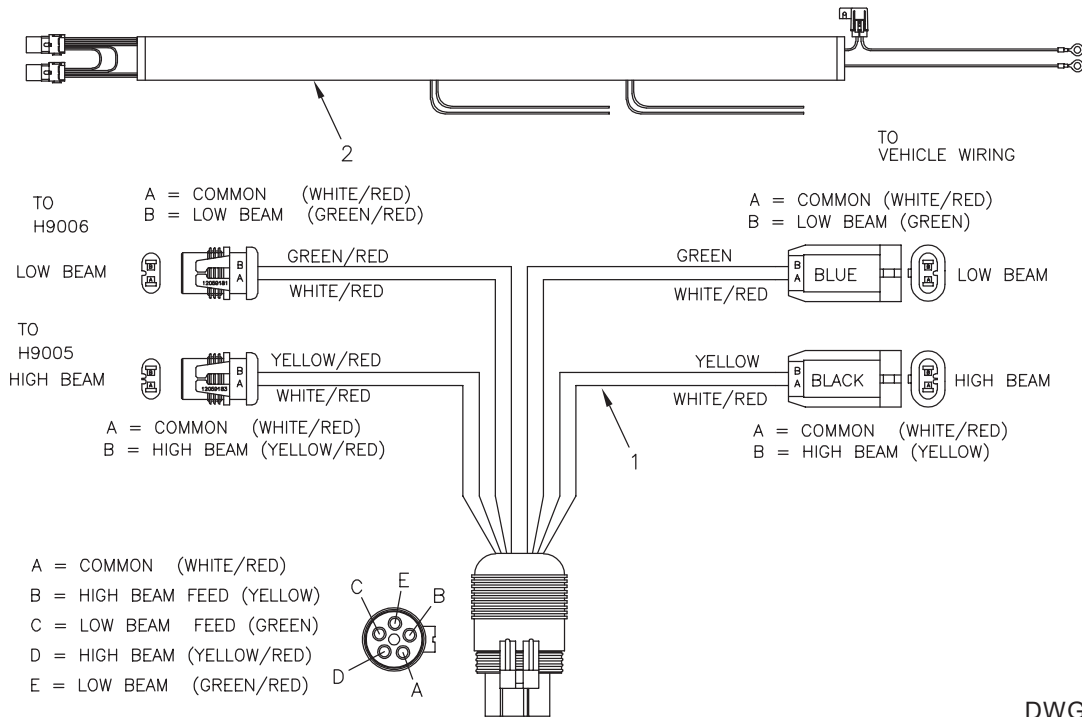 2
TO
VEHICLE WIRING
TO
H9006
A = COMMON (WHITE/RED)
B = LOW BEAM (GREEN/RED)
A = COMMON (WHITE/RED)
B = LOW BEAM (GREEN)
LOW BEAM
B
A
12059181
B
A
GREEN/RED
WHITE/RED
GREEN
WHITE/RED
B
A
BLUE
B
A
LOW BEAM
TO
H9005
HIGH BEAM
B
A
12059183
B
A
YELLOW/RED
WHITE/RED
YELLOW
WHITE/RED
B
A
BLACK
B
A
HIGH BEAM
A = COMMON (WHITE/RED)
B = HIGH BEAM (YELLOW/RED)
1
A = COMMON (WHITE/RED)
B = HIGH BEAM (YELLOW)
A = COMMON (WHITE/RED)
B = HIGH BEAM FEED (YELLOW)
C = LOW BEAM FEED (GREEN)
D = HIGH BEAM (YELLOW/RED)
E = LOW BEAM (GREEN/RED)
C
E
B
D
A
DWG